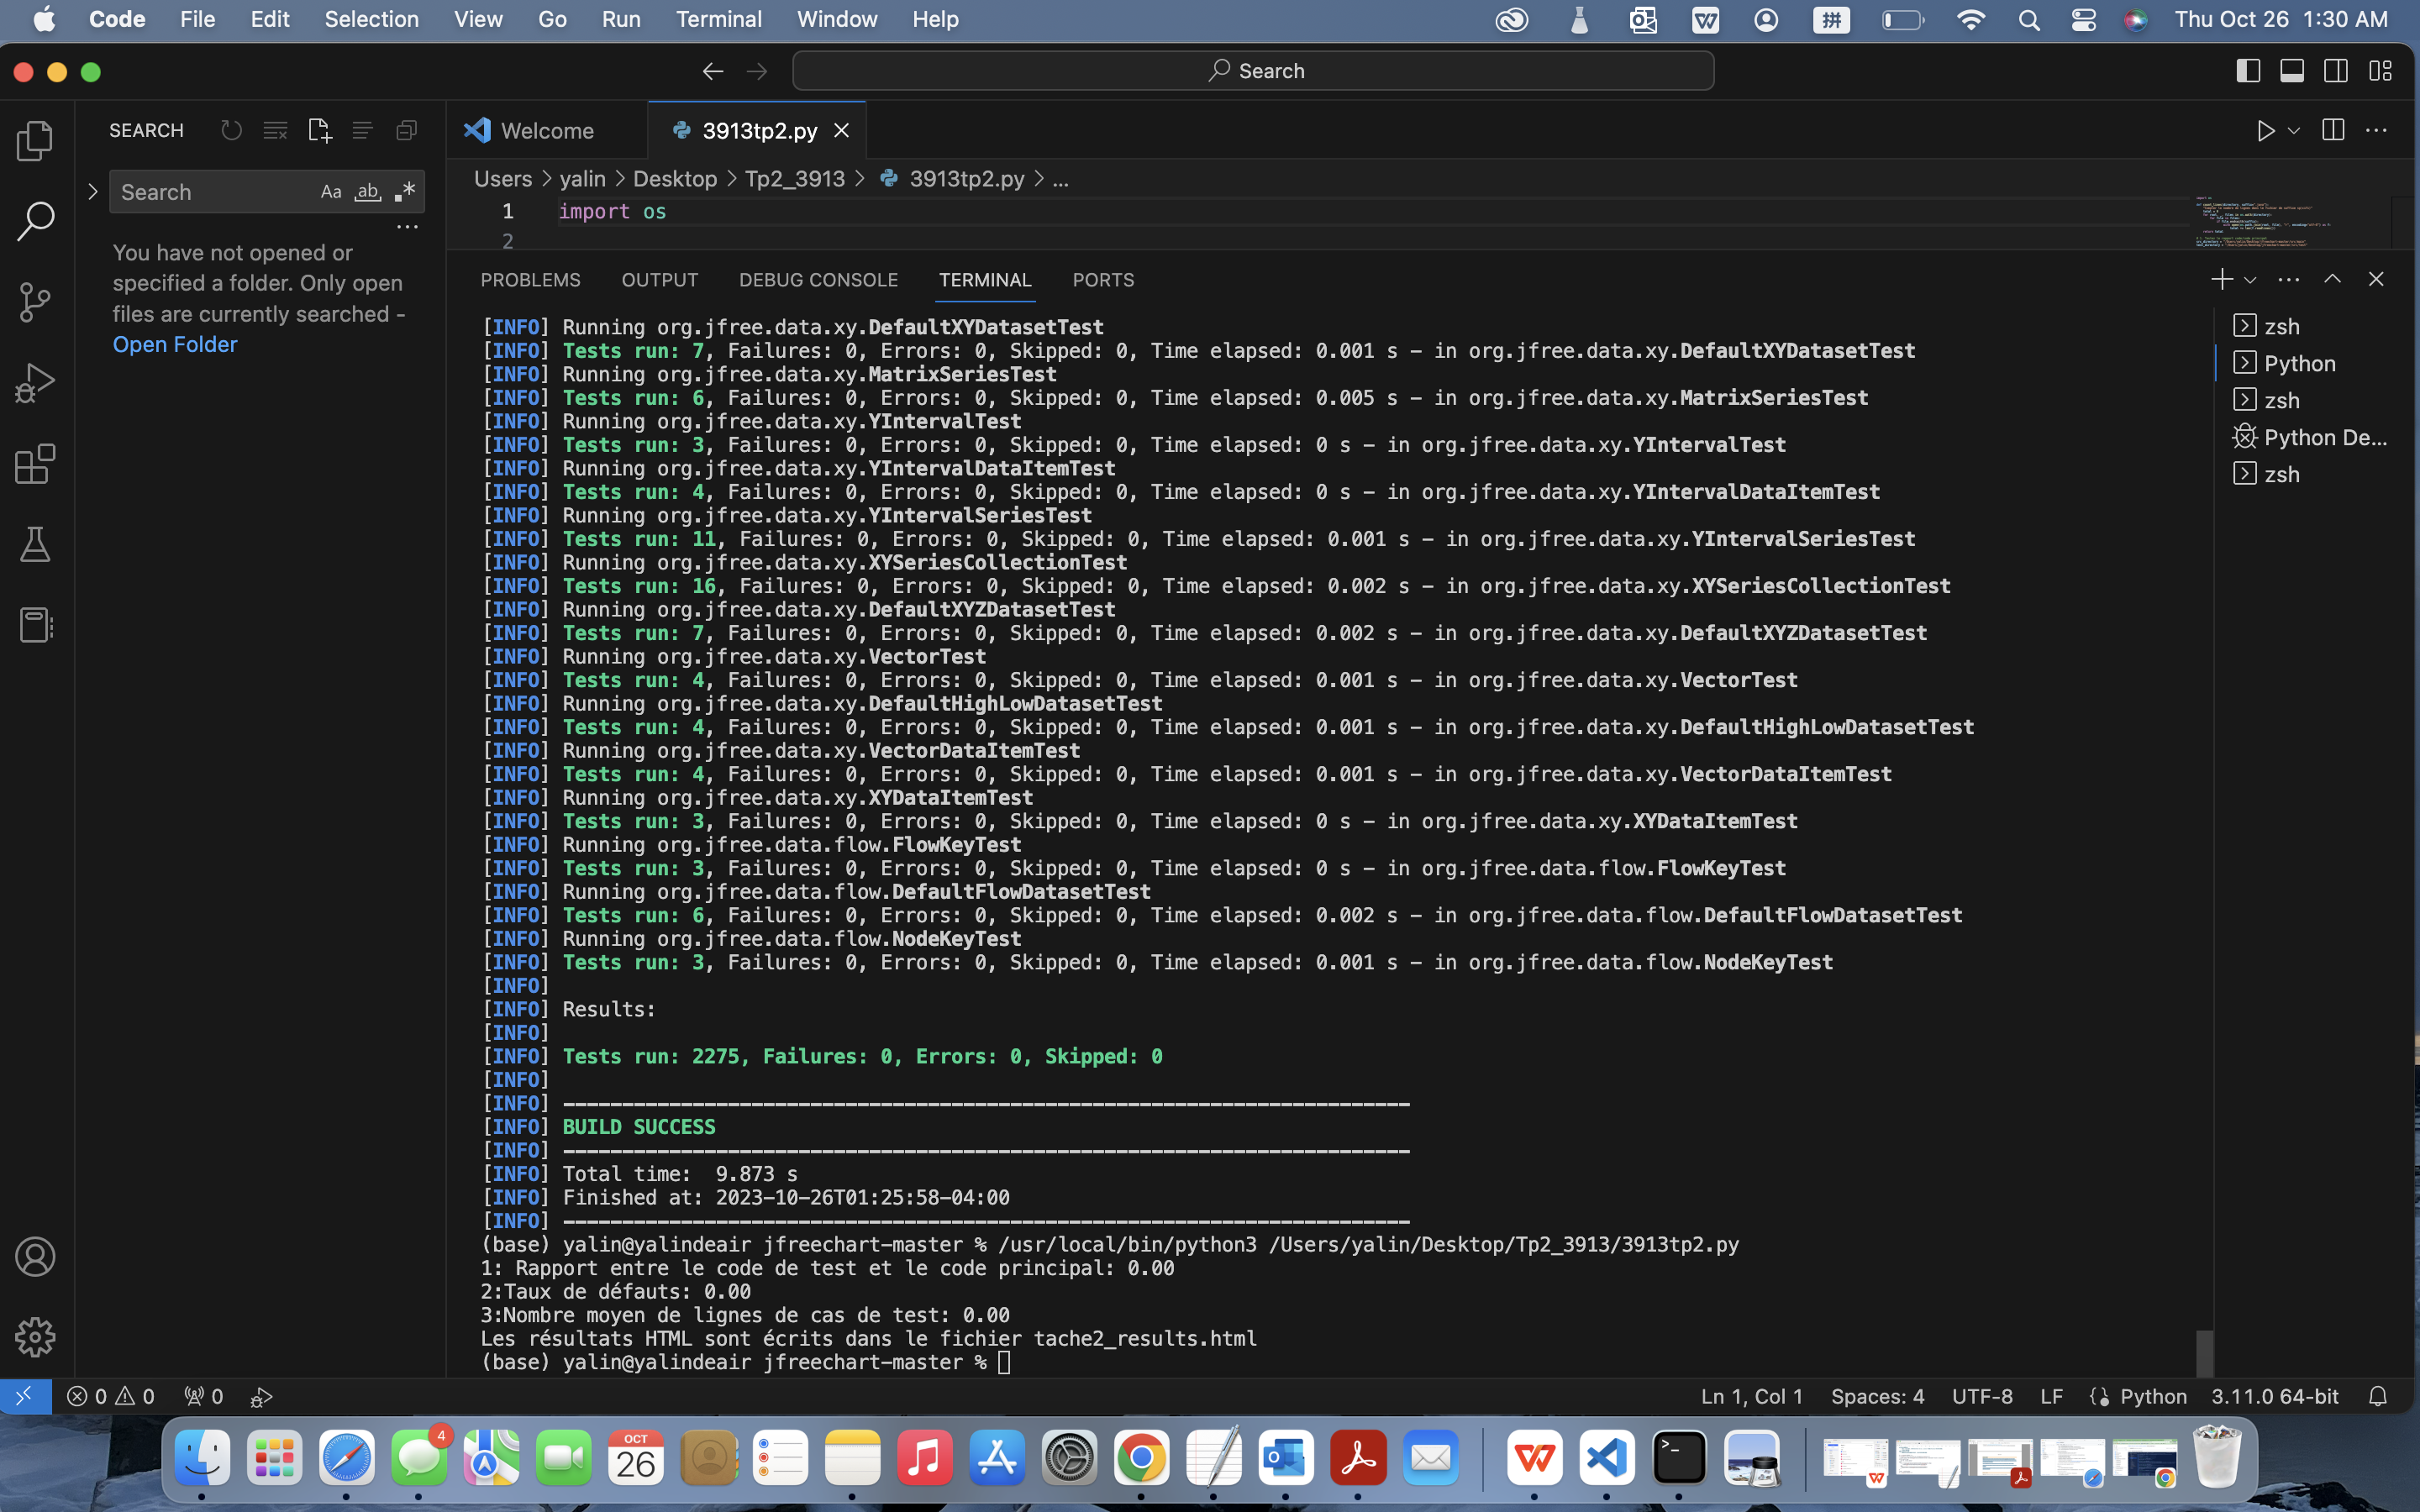 Code File Edit Selection View Go Run Terminal Window Help 拼 Thu Oct 26 1:30 AM
Search
SEARCH
Welcome
3913tp2.py
Search Aa ab
Users > yalin > Desktop > Tp2_3913 > 3913tp2.py > ...
1 import os
2
You have not opened or
specified a folder. Only open
files are currently searched -
Open Folder
PROBLEMS OUTPUT DEBUG CONSOLE TERMINAL PORTS
[INFO] Running org.jfree.data.xy.DefaultXYDatasetTest
[INFO] Tests run: 7, Failures: 0, Errors: 0, Skipped: 0, Time elapsed: 0.001 s - in org.jfree.data.xy.DefaultXYDatasetTest
[INFO] Running org.jfree.data.xy.MatrixSeriesTest
[INFO] Tests run: 6, Failures: 0, Errors: 0, Skipped: 0, Time elapsed: 0.005 s - in org.jfree.data.xy.MatrixSeriesTest
[INFO] Running org.jfree.data.xy.YIntervalTest
[INFO] Tests run: 3, Failures: 0, Errors: 0, Skipped: 0, Time elapsed: 0 s - in org.jfree.data.xy.YIntervalTest
[INFO] Running org.jfree.data.xy.YIntervalDataItemTest
[INFO] Tests run: 4, Failures: 0, Errors: 0, Skipped: 0, Time elapsed: 0 s - in org.jfree.data.xy.YIntervalDataItemTest
[INFO] Running org.jfree.data.xy.YIntervalSeriesTest
[INFO] Tests run: 11, Failures: 0, Errors: 0, Skipped: 0, Time elapsed: 0.001 s - in org.jfree.data.xy.YIntervalSeriesTest
[INFO] Running org.jfree.data.xy.XYSeriesCollectionTest
[INFO] Tests run: 16, Failures: 0, Errors: 0, Skipped: 0, Time elapsed: 0.002 s - in org.jfree.data.xy.XYSeriesCollectionTest
[INFO] Running org.jfree.data.xy.DefaultXYZDatasetTest
[INFO] Tests run: 7, Failures: 0, Errors: 0, Skipped: 0, Time elapsed: 0.002 s - in org.jfree.data.xy.DefaultXYZDatasetTest
[INFO] Running org.jfree.data.xy.VectorTest
[INFO] Tests run: 4, Failures: 0, Errors: 0, Skipped: 0, Time elapsed: 0.001 s - in org.jfree.data.xy.VectorTest
[INFO] Running org.jfree.data.xy.DefaultHighLowDatasetTest
[INFO] Tests run: 4, Failures: 0, Errors: 0, Skipped: 0, Time elapsed: 0.001 s - in org.jfree.data.xy.DefaultHighLowDatasetTest
[INFO] Running org.jfree.data.xy.VectorDataItemTest
[INFO] Tests run: 4, Failures: 0, Errors: 0, Skipped: 0, Time elapsed: 0.001 s - in org.jfree.data.xy.VectorDataItemTest
[INFO] Running org.jfree.data.xy.XYDataItemTest
[INFO] Tests run: 3, Failures: 0, Errors: 0, Skipped: 0, Time elapsed: 0 s - in org.jfree.data.xy.XYDataItemTest
[INFO] Running org.jfree.data.flow.FlowKeyTest
[INFO] Tests run: 3, Failures: 0, Errors: 0, Skipped: 0, Time elapsed: 0 s - in org.jfree.data.flow.FlowKeyTest
[INFO] Running org.jfree.data.flow.DefaultFlowDatasetTest
[INFO] Tests run: 6, Failures: 0, Errors: 0, Skipped: 0, Time elapsed: 0.002 s - in org.jfree.data.flow.DefaultFlowDatasetTest
[INFO] Running org.jfree.data.flow.NodeKeyTest
[INFO] Tests run: 3, Failures: 0, Errors: 0, Skipped: 0, Time elapsed: 0.001 s - in org.jfree.data.flow.NodeKeyTest
[INFO]
[INFO] Results:
[INFO]
[INFO] Tests run: 2275, Failures: 0, Errors: 0, Skipped: 0
[INFO]
[INFO] ------------------------------------------------------------------------
[INFO] BUILD SUCCESS
[INFO] ------------------------------------------------------------------------
[INFO] Total time:  9.873 s
[INFO] Finished at: 2023-10-26T01:25:58-04:00
[INFO] ------------------------------------------------------------------------
(base) yalin@yalindeair jfreechart-master % /usr/local/bin/python3 /Users/yalin/Desktop/Tp2_3913/3913tp2.py
1: Rapport entre le code de test et le code principal: 0.00
2:Taux de défauts: 0.00
3:Nombre moyen de lignes de cas de test: 0.00
Les résultats HTML sont écrits dans le fichier tache2_results.html
(base) yalin@yalindeair jfreechart-master %
zsh
Python
zsh
Python De...
zsh
0 0 0 Ln 1, Col 1 Spaces: 4 UTF-8 LF Python 3.11.0 64-bit
4
OCT
26